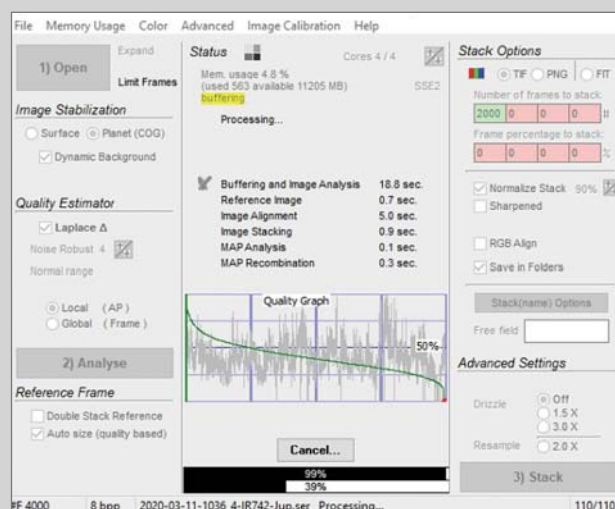 File Memory Usage Color Advanced Image Calibration Help
1) Open
Expand
Limit Frames
Image Stabilization
Surface Planet (COG)
Dynamic Background
Quality Estimator
Laplace Δ
Noise Robust 4
Normal range
Local (AP)
Global (Frame)
2) Analyse
Reference Frame
Double Stack Reference
Auto size (quality based)
Status
Cores 4 / 4
Mem. usage 4.8 %
(used 563 available 11205 MB)
SSE2
buffering
Processing...
Buffering and Image Analysis 18.8 sec.
Reference Image 0.7 sec.
Image Alignment 5.0 sec.
Image Stacking 0.9 sec.
MAP Analysis 0.1 sec.
MAP Recombination 0.3 sec.
Quality Graph
50%
Cancel...
99%
39%
Stack Options
TIF PNG FIT
Number of frames to stack:
2000 0 0 0 #
Frame percentage to stack:
0 0 0 0 %
Normalize Stack 90%
Sharpened
RGB Align
Save in Folders
Stack(name) Options
Free field
Advanced Settings
Drizzle
Off
1.5 X
3.0 X
Resample 2.0 X
3) Stack
#F 4000 8 bpp 2020-03-11-1036_4-IR742-Jup.ser Processing... 110/110